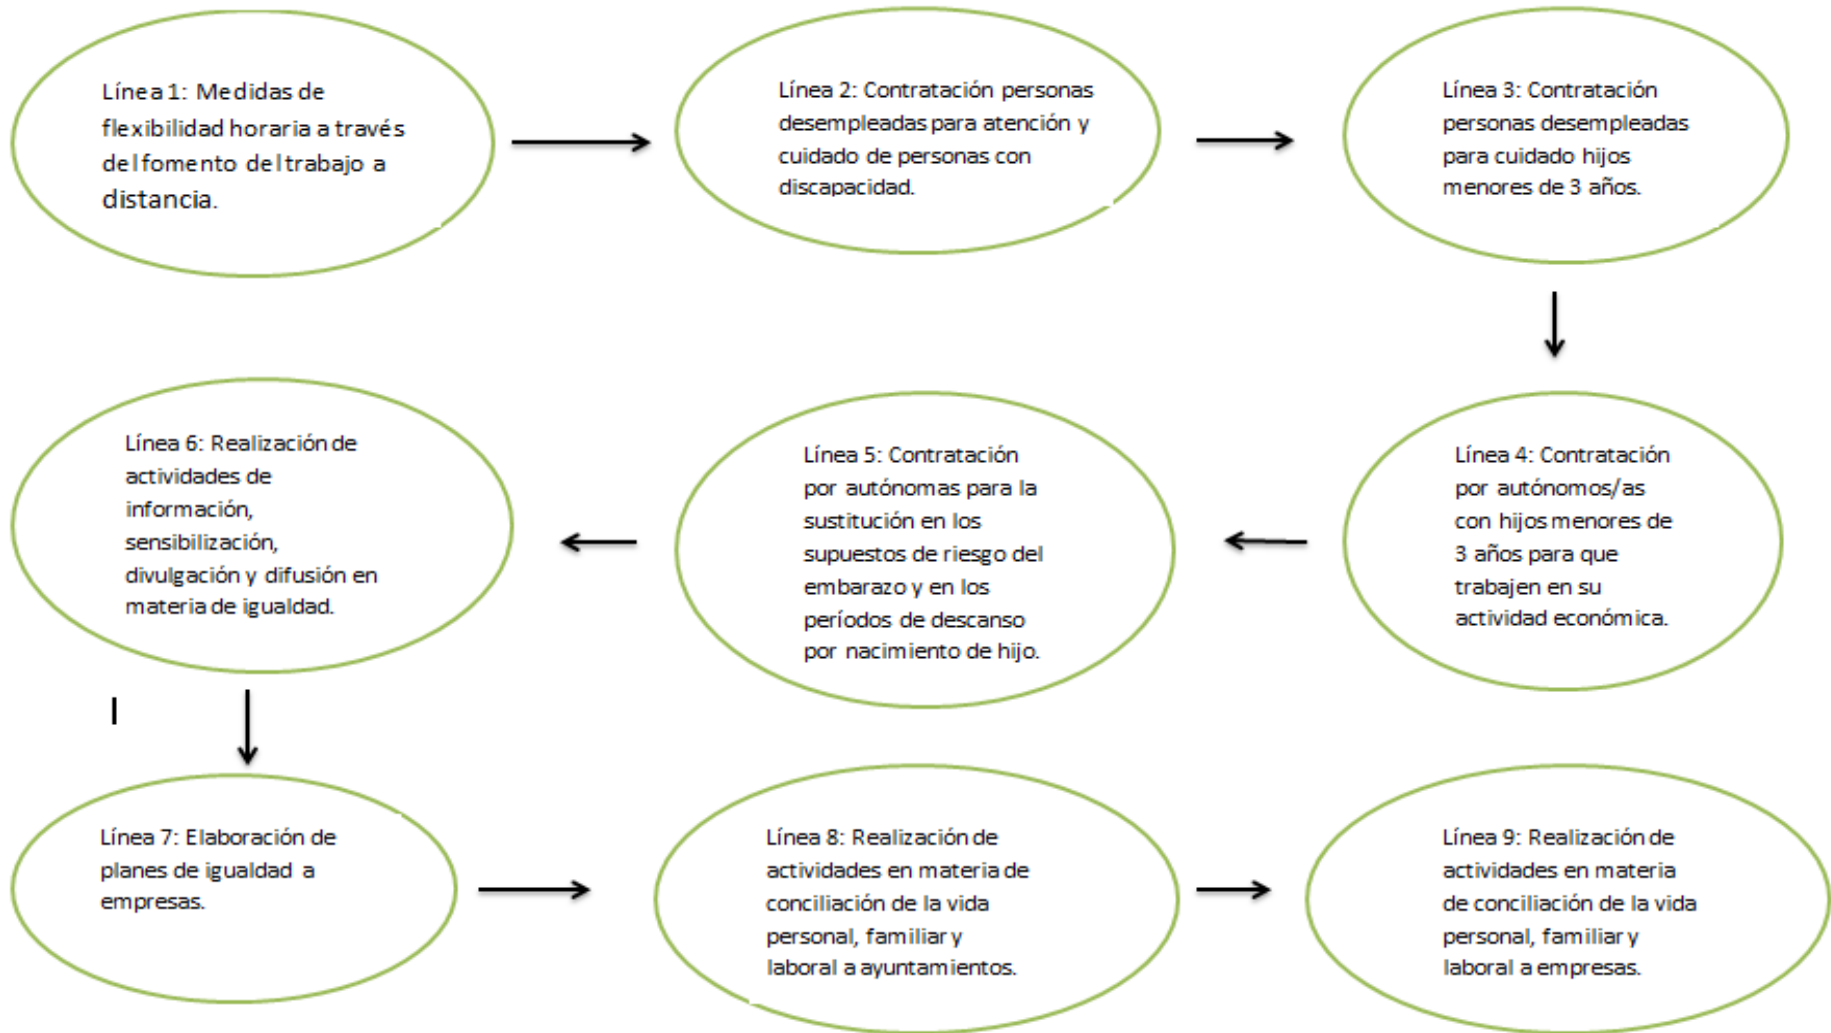 Línea 1: Medidas de
flexibilidad horaria a través
del fomento del trabajo a
distancia.
Línea 2: Contratación personas
desempleadas para atención y
cuidado de personas con
discapacidad.
Línea 3: Contratación
personas desempleadas
para cuidado hijos
menores de 3 años.
Línea 4: Contratación
por autónomos/as
con hijos menores de
3 años para que
trabajen en su
actividad económica.
Línea 5: Contratación
por autónomas para la
sustitución en los
supuestos de riesgo del
embarazo y en los
períodos de descanso
por nacimiento de hijo.
Línea 6: Realización de
actividades de
información,
sensibilización,
divulgación y difusión en
materia de igualdad.
Línea 7: Elaboración de
planes de igualdad a
empresas.
Línea 8: Realización de
actividades en materia de
conciliación de la vida
personal, familiar y
laboral a ayuntamientos.
Línea 9: Realización de
actividades en materia
de conciliación de la vida
personal, familiar y
laboral a empresas.